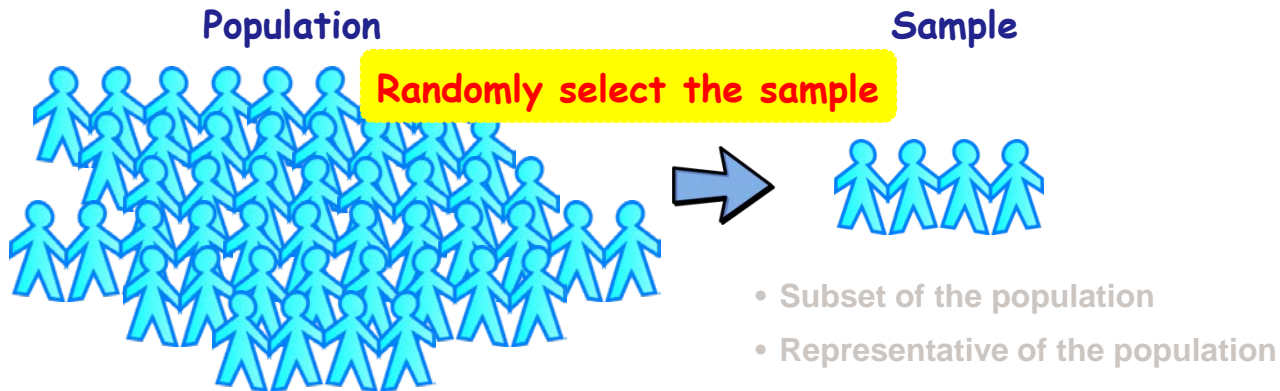 Population
Sample
Randomly select the sample
• Subset of the population
• Representative of the population